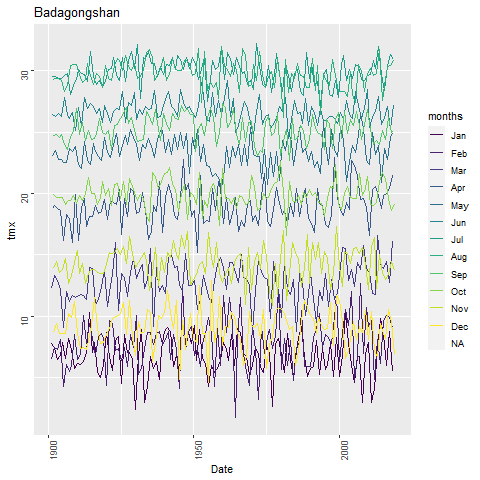 Badagongshan
tmx
30
20
10
1900
1950
2000
Date
months
Jan
Feb
Mar
Apr
May
Jun
Jul
Aug
Sep
Oct
Nov
Dec
NA